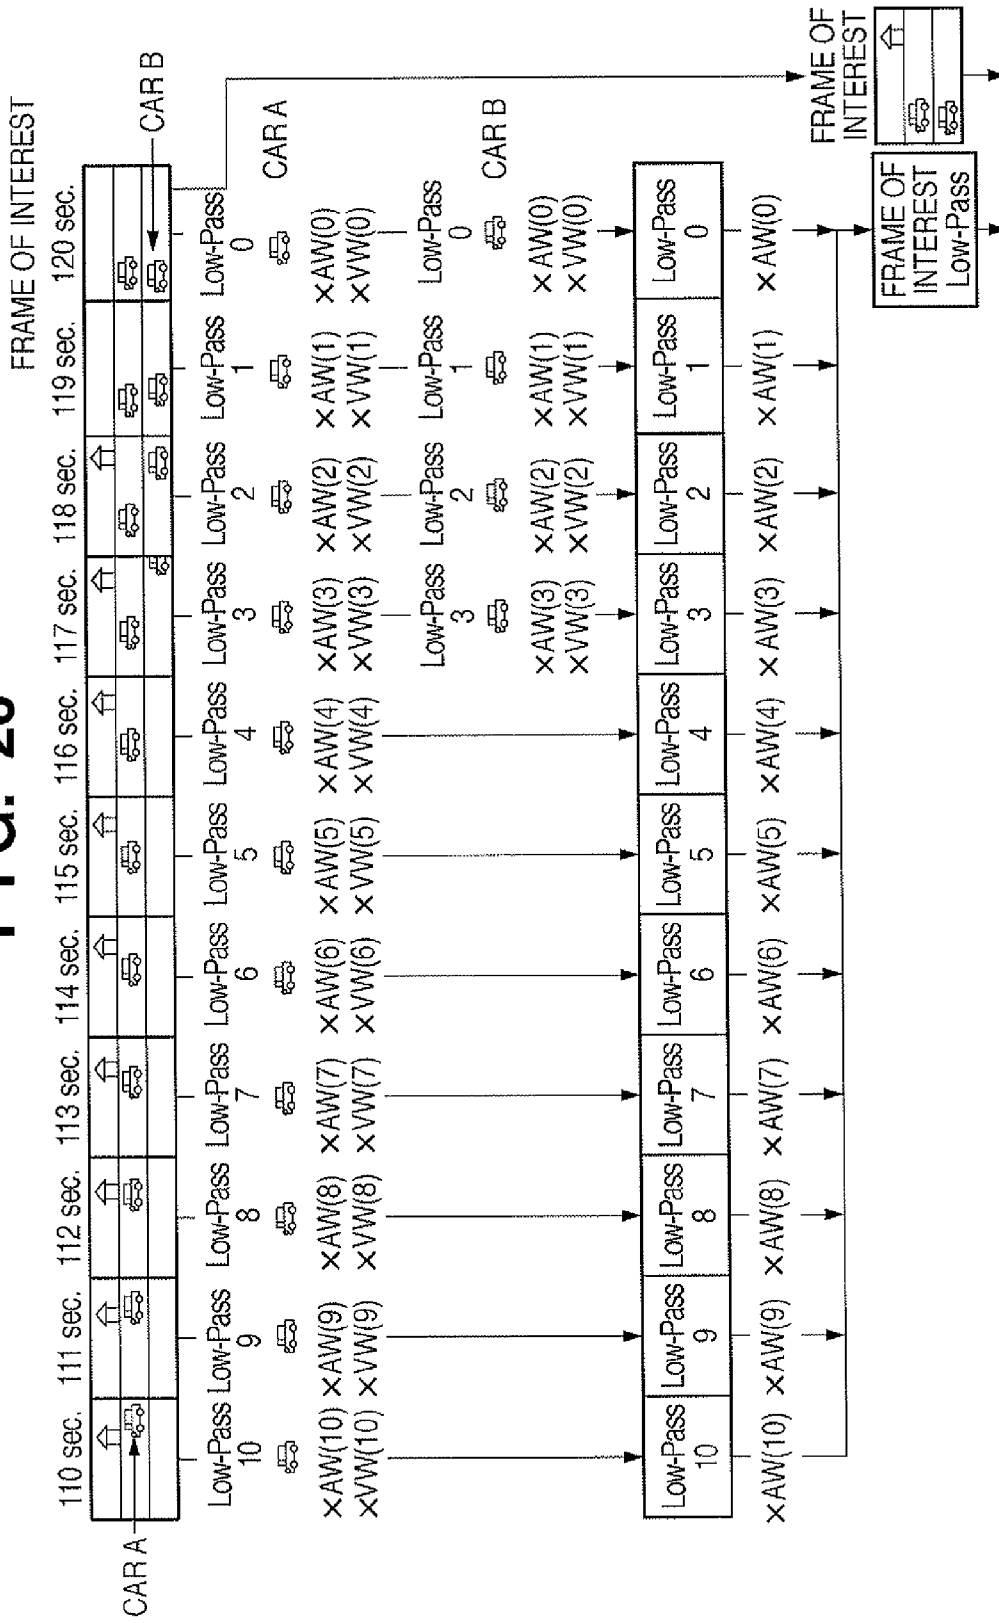 FRAME OF INTEREST
110 sec. 111 sec. 112 sec. 113 sec. 114 sec. 115 sec. 116 sec. 117 sec. 118 sec. 119 sec. 120 sec.
CAR A
CAR B
Low-Pass Low-Pass Low-Pass Low-Pass Low-Pass Low-Pass Low-Pass Low-Pass Low-Pass Low-Pass Low-Pass
10 9 8 7 6 5 4 3 2 1 0
CAR A
×AW(10) ×AW(9) ×AW(8) ×AW(7) ×AW(6) ×AW(5) ×AW(4) ×AW(3) ×AW(2) ×AW(1) ×AW(0)
×VW(10) ×VW(9) ×VW(8) ×VW(7) ×VW(6) ×VW(5) ×VW(4) ×VW(3) ×VW(2) ×VW(1) ×VW(0)
Low-Pass Low-Pass Low-Pass Low-Pass
3 2 1 0
CAR B
×AW(3) ×AW(2) ×AW(1) ×AW(0)
×VW(3) ×VW(2) ×VW(1) ×VW(0)
Low-Pass Low-Pass Low-Pass Low-Pass Low-Pass Low-Pass Low-Pass Low-Pass Low-Pass Low-Pass Low-Pass
10 9 8 7 6 5 4 3 2 1 0
×AW(10) ×AW(9) ×AW(8) ×AW(7) ×AW(6) ×AW(5) ×AW(4) ×AW(3) ×AW(2) ×AW(1) ×AW(0)
FRAME OF
INTEREST
FRAME OF
INTEREST
Low-Pass